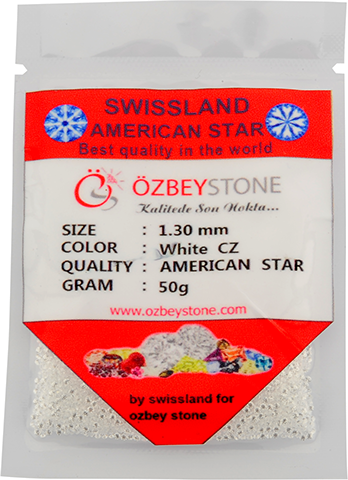 SWISSLAND
AMERICAN STAR
Best quality in the world
ÖZBEYSTONE
Kalitede Son Nokta...
SIZE : 1.30 mm
COLOR : White CZ
QUALITY : AMERICAN STAR
GRAM : 50g
www.ozbeystone.com
by swissland for
ozbey stone